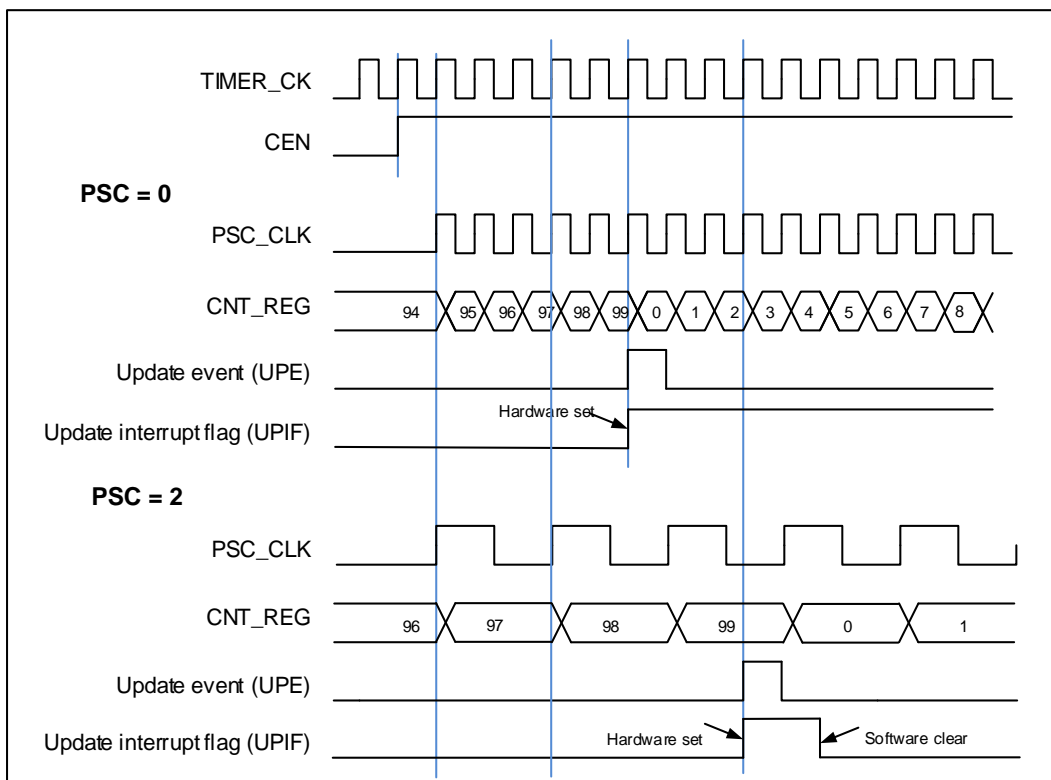 TIMER_CK
CEN
PSC = 0
PSC_CLK
CNT_REG 94 95 96 97 98 99 0 1 2 3 4 5 6 7 8
Update event (UPE)
Hardware set
Update interrupt flag (UPIF)
PSC = 2
PSC_CLK
CNT_REG 96 97 98 99 0 1
Update event (UPE)
Update interrupt flag (UPIF) Hardware set Software clear